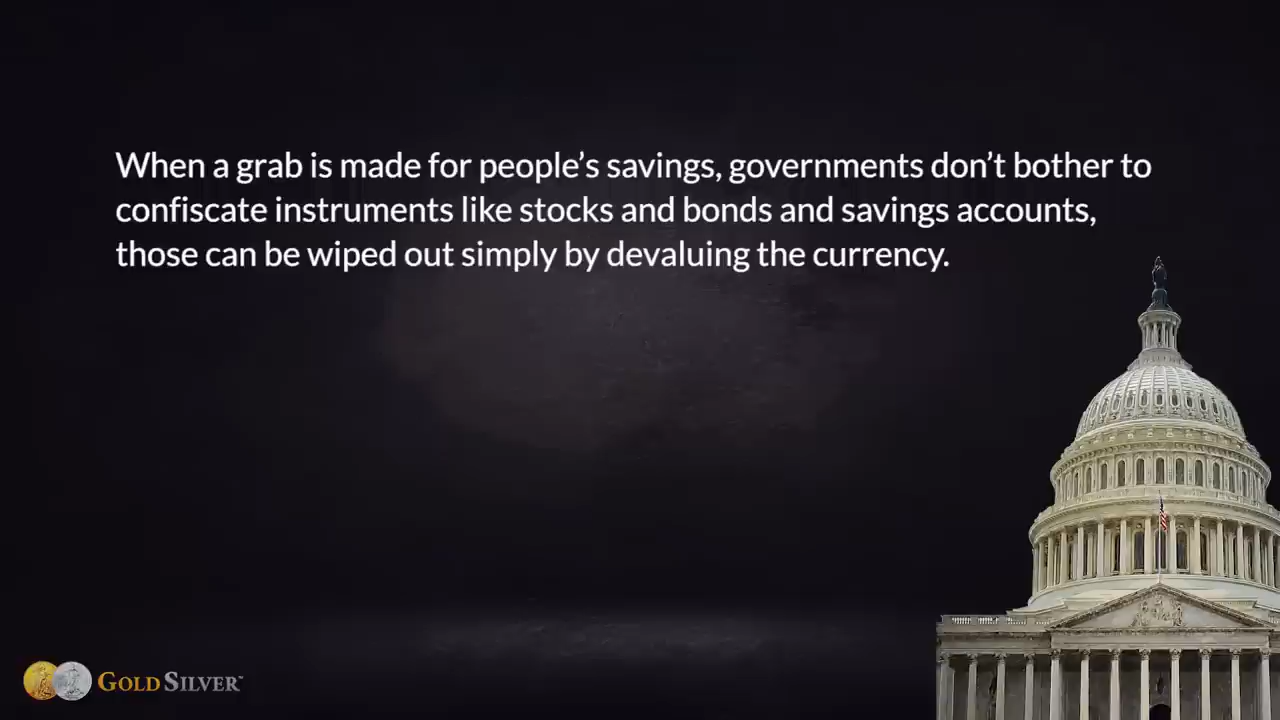 When a grab is made for people’s savings, governments don’t bother to
confiscate instruments like stocks and bonds and savings accounts,
those can be wiped out simply by devaluing the currency.
GOLDSILVER™